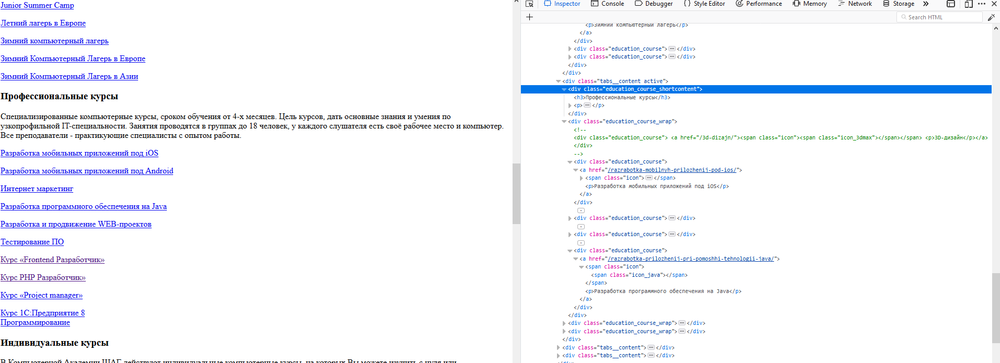 Junior Summer Camp
Летний лагерь в Европе
Зимний компьютерный лагерь
Зимний Компьютерный Лагерь в Европе
Зимний Компьютерный Лагерь в Азии
Профессиональные курсы
Специализированные компьютерные курсы, сроком обучения от 4-х месяцев. Цель курсов, дать основные знания и умения по
узкопрофильной IT-специальности. Занятия проводятся в группах до 18 человек, у каждого слушателя есть своё рабочее место и компьютер.
Все преподаватели - практикующие специалисты с опытом работы.
Разработка мобильных приложений под iOS
Разработка мобильных приложений под Android
Интернет маркетинг
Разработка программного обеспечения на Java
Разработка и продвижение WEB-проектов
Тестирование ПО
Курс «Frontend Разработчик»
Курс PHP Разработчик»
Курс «Project manager»
Курс 1С:Предприятие 8
Программирование
Индивидуальные курсы
В Компьютерной Академии ШАГ действуют индивидуальные компьютерные курсы, на которых Вы можете изучить с нуля или
Inspector Console Debugger {} Style Editor Performance Memory Network Storage
+ Search HTML
<p>Зимний компьютерный лагерь</p>
</a>
</div>
<div class="education_course"></div>
<div class="education_course"></div>
</div>
</div>
<div class="tabs__content active">
<div class="education_course_shortcontent">
<h3>Профессиональные курсы</h3>
<p></p>
</div>
<div class="education_course_wrap">
<!--
<div class="education_course"> <a href="/3d-dizajn/"><span class="icon"><span class="icon_3dmax"></span></span> <p>3D-дизайн</p></a>
</div>
-->
<div class="education_course">
<a href="/razrabotka-mobilnyh-prilozhenij-pod-ios/">
<span class="icon"></span>
<p>Разработка мобильных приложений под iOS</p>
</a>
</div>
<div class="education_course"></div>
<div class="education_course"></div>
<div class="education_course">
<a href="/razrabotka-prilozhenij-pri-pomoshhi-tehnologii-java/">
<span class="icon">
<span class="icon_java"></span>
</span>
<p>Разработка программного обеспечения на Java</p>
</a>
</div>
</div>
<div class="education_course_wrap"></div>
<div class="education_course_wrap"></div>
</div>
<div class="tabs__content"></div>
<div class="tabs__content"></div>
</div>